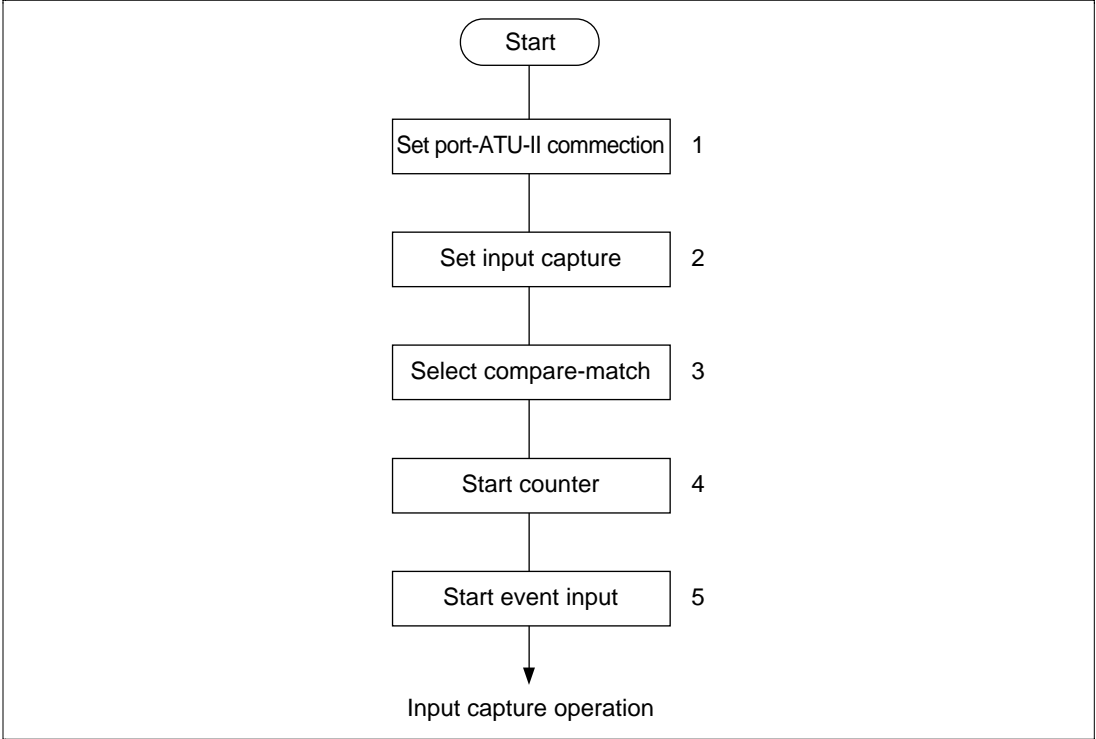 Start
Set port-ATU-II commection 1
Set input capture 2
Select compare-match 3
Start counter 4
Start event input 5
Input capture operation